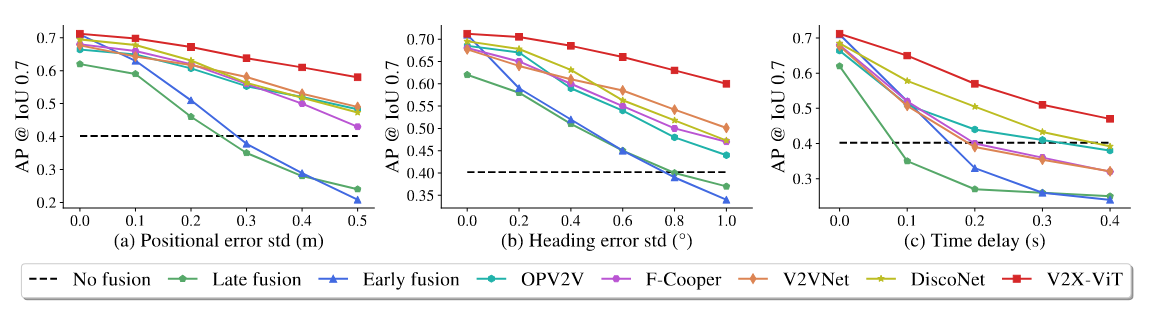 AP @ IoU 0.7
0.7
0.6
0.5
0.4
0.3
0.2
0.0 0.1 0.2 0.3 0.4 0.5
(a) Positional error std (m)
AP @ IoU 0.7
0.70
0.65
0.60
0.55
0.50
0.45
0.40
0.35
0.0 0.2 0.4 0.6 0.8 1.0
(b) Heading error std (°)
AP @ IoU 0.7
0.7
0.6
0.5
0.4
0.3
0.0 0.1 0.2 0.3 0.4
(c) Time delay (s)
No fusion Late fusion Early fusion OPV2V F-Cooper V2VNet DiscoNet V2X-ViT